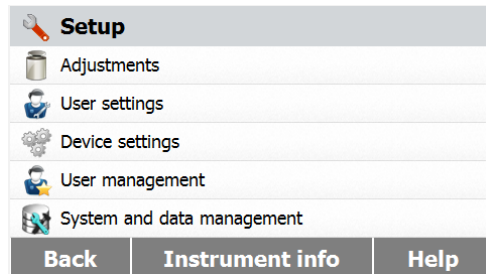 Setup
Adjustments
User settings
Device settings
User management
System and data management
Back Instrument info Help